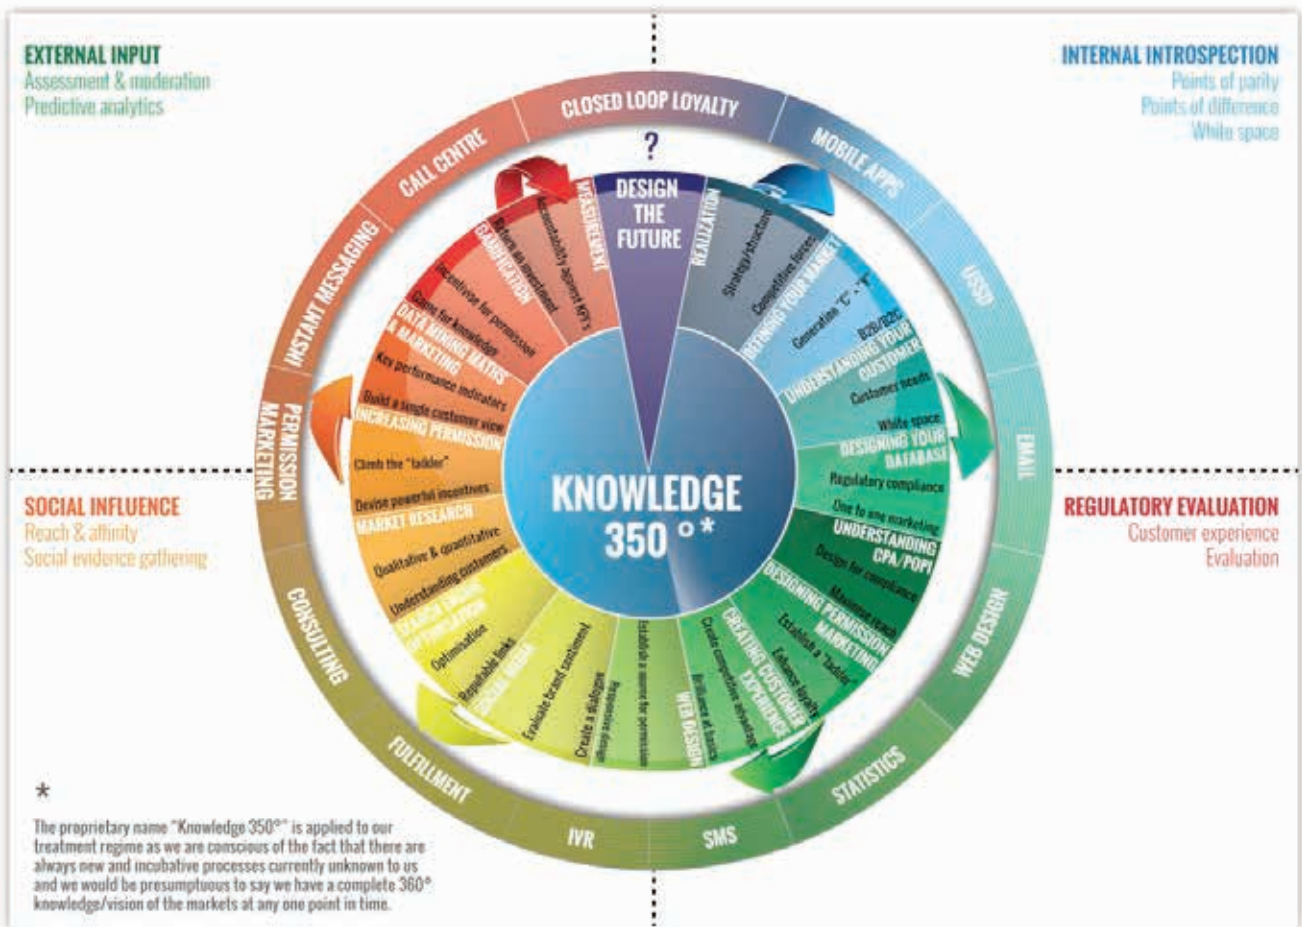 EXTERNAL INPUT
Assessment & moderation
Predictive analytics
INTERNAL INTROSPECTION
Points of parity
Points of difference
White space
CLOSED LOOP LOYALTY
MOBILE APPS
USSD
EMAIL
WEB DESIGN
STATISTICS
SMS
IVR
FULFILLMENT
CONSULTING
PERMISSION
MARKETING
INSTANT MESSAGING
CALL CENTRE
?
DESIGN
THE
FUTURE
REALIZATION
Strategy/structure
Competitive forces
DEFINING YOUR MARKET
Generation
B2B/B2C
UNDERSTANDING YOUR
CUSTOMER
Customer needs
White space
DESIGNING YOUR
DATABASE
Regulatory compliance
One to one marketing
UNDERSTANDING
CPA/POPI
Design for compliance
Maximise reach
DESIGNING PERMISSION
MARKETING
Establish a "ladder"
Enhance loyalty
CREATING CUSTOMER
EXPERIENCE
Create competitive advantage
Brilliance at basics
WEB DESIGN
Establish a means for permission
Responsive design
Create a dialogue
Evaluate brand sentiment
SOCIAL MEDIA
Reputable links
Optimisation
SEARCH ENGINE
OPTIMISATION
Understanding customers
Qualitative & quantitative
MARKET RESEARCH
Devise powerful incentives
Climb the "ladder"
INCREASING PERMISSION
Build a single customer view
Key performance indicators
DATA MINING MATHS
& MARKETING
Game for knowledge
Incentivise for permission
GAMIFICATION
Return on investment
Accountability against KPI's
MEASUREMENT
KNOWLEDGE
350 °*
SOCIAL INFLUENCE
Reach & affinity
Social evidence gathering
REGULATORY EVALUATION
Customer experience
Evaluation
*
The proprietary name "Knowledge 350°" is applied to our
treatment regime as we are conscious of the fact that there are
always new and incubative processes currently unknown to us
and we would be presumptuous to say we have a complete 360°
knowledge/vision of the markets at any one point in time.